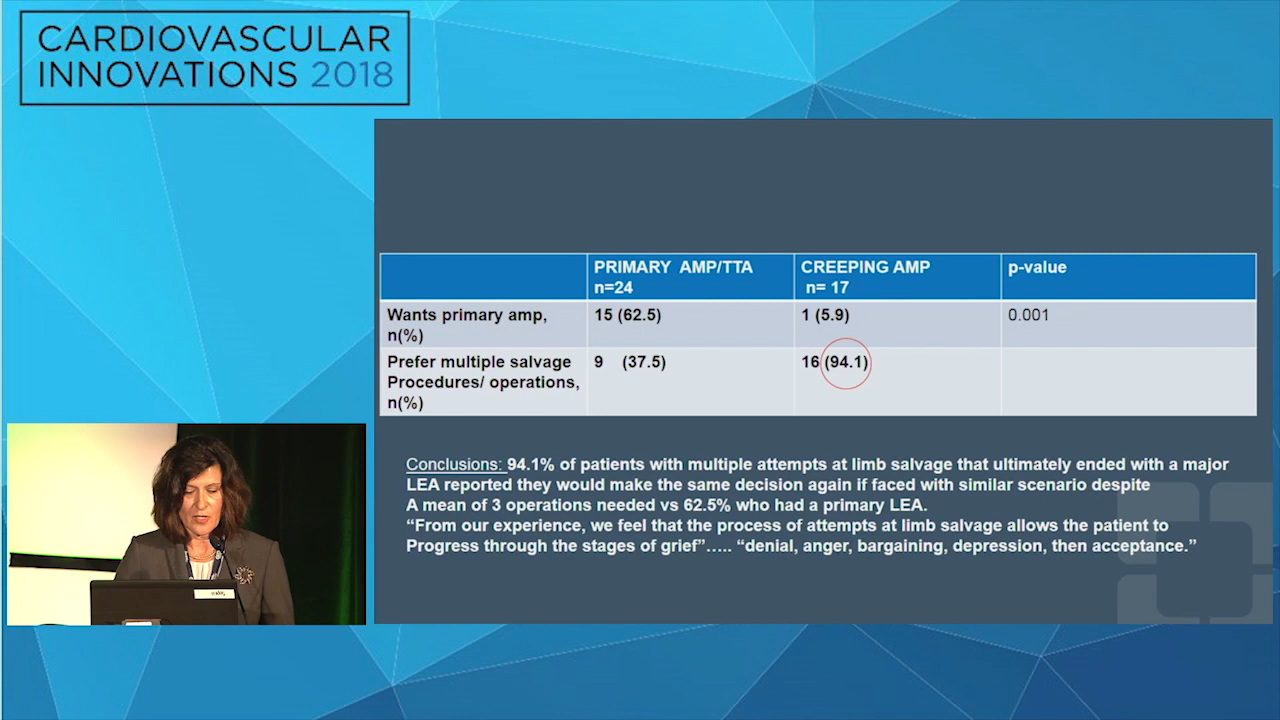 CARDIOVASCULAR
INNOVATIONS 2018
PRIMARY AMP/TTA
n=24
CREEPING AMP
n= 17
p-value
Wants primary amp,
n(%)
15 (62.5)
1 (5.9)
0.001
Prefer multiple salvage
Procedures/ operations,
n(%)
9 (37.5)
16 (94.1)
Conclusions: 94.1% of patients with multiple attempts at limb salvage that ultimately ended with a major
LEA reported they would make the same decision again if faced with similar scenario despite
A mean of 3 operations needed vs 62.5% who had a primary LEA.
“From our experience, we feel that the process of attempts at limb salvage allows the patient to
Progress through the stages of grief”….. “denial, anger, bargaining, depression, then acceptance.”